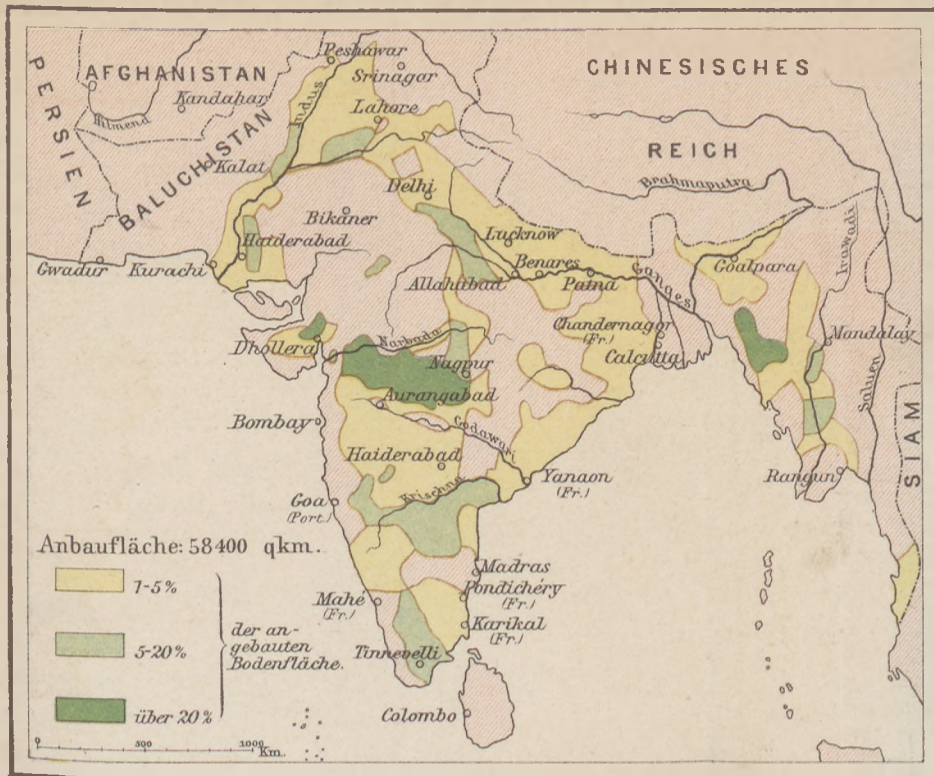 PERSIEN
AFGHANISTAN
Kandahar
Hilmend
BALUCHISTAN
Kalat
Peshawar
Srinagar
Indus
Lahore
CHINESISCHES
REICH
Brahmaputra
Delhi
Bikaner
Haiderabad
Gwadur
Kurachi
Lucknow
Benares
Allahabad
Patna
Ganges
Goalpara
Irawadi
Chandernagor
(Fr.)
Calcutta
Mandalay
Saluen
SIAM
Dhollera
Narbada
Nagpur
Aurangabad
Bombay
Godawari
Haiderabad
Yanaon
(Fr.)
Rangun
Krischna
Goa
(Port.)
Madras
Pondichéry
(Fr.)
Mahé
(Fr.)
Karikal
(Fr.)
Tinnevelli
Colombo
Anbaufläche: 58400 qkm.
1-5%
5-20%
über 20%
der an-
gebauten
Bodenfläche.
0 500 1000
Km.